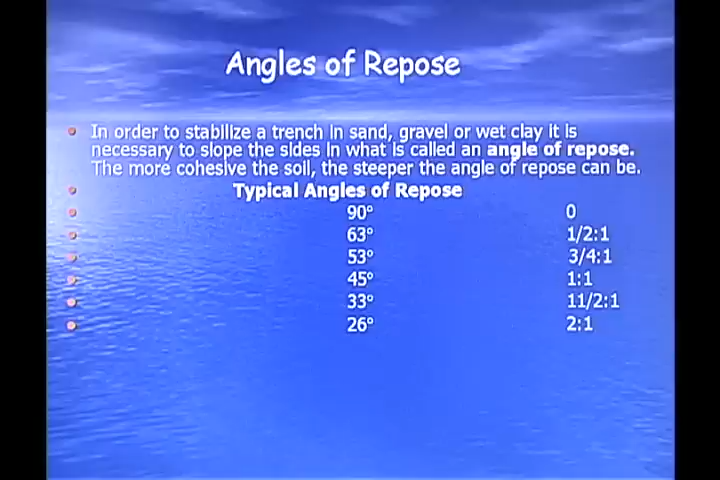 Angles of Repose
In order to stabilize a trench in sand, gravel or wet clay it is
necessary to slope the sides in what is called an angle of repose.
The more cohesive the soil, the steeper the angle of repose can be.
Typical Angles of Repose
90° 0
63° 1/2:1
53° 3/4:1
45° 1:1
33° 11/2:1
26° 2:1